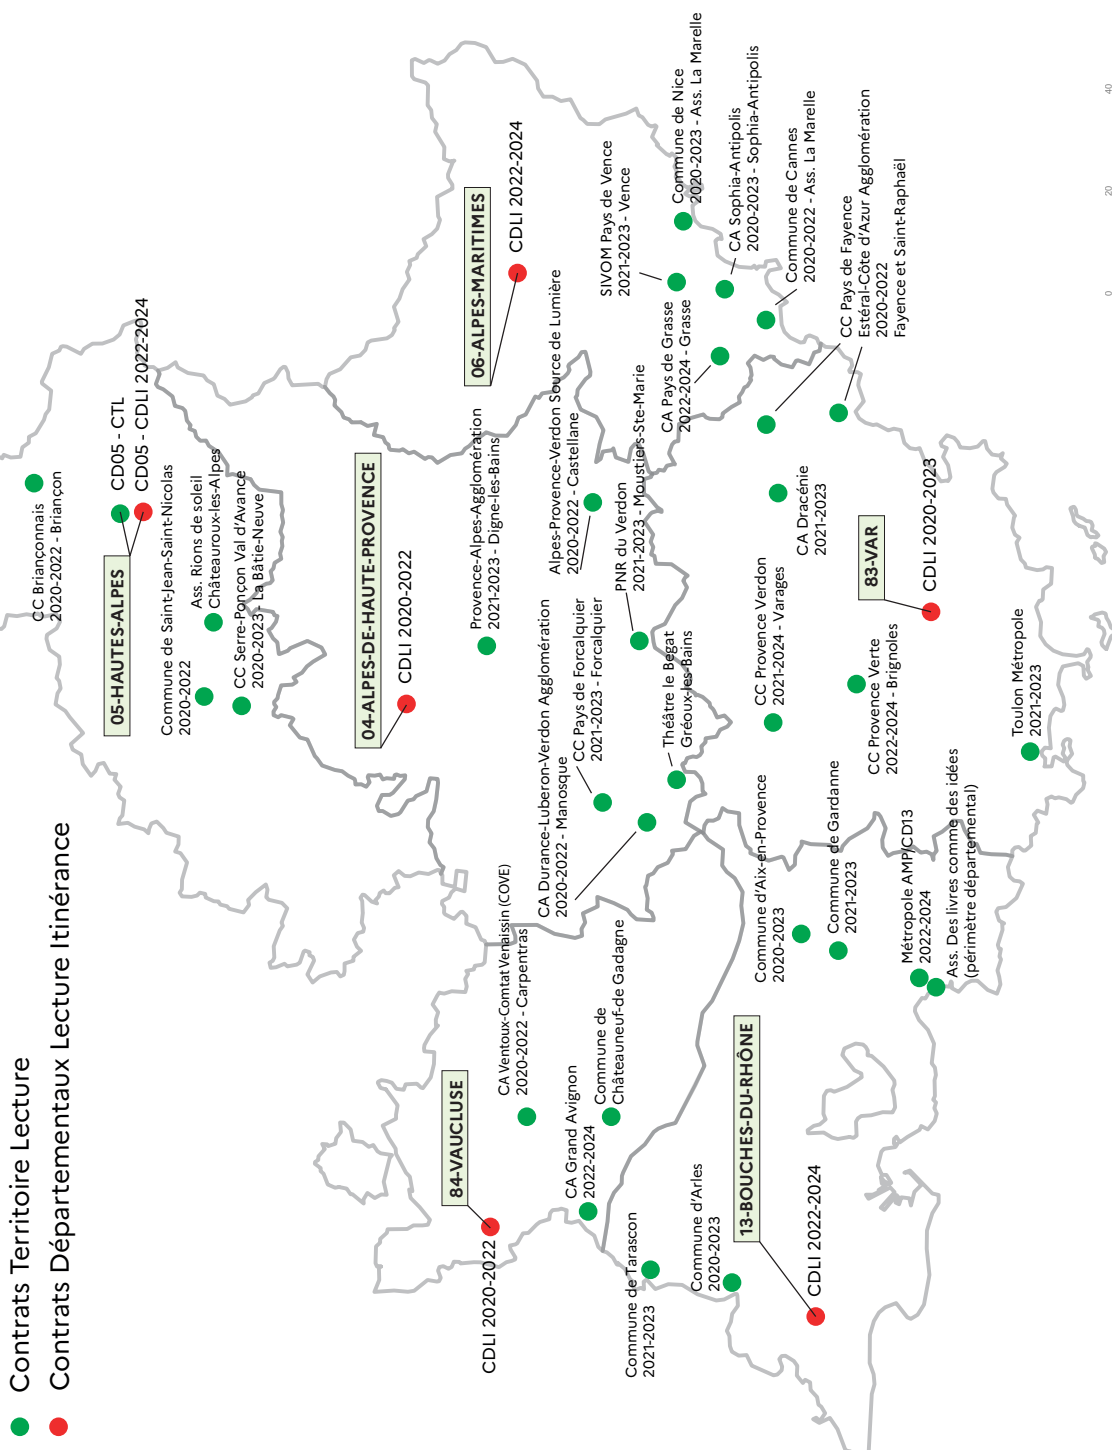 Contrats Territoire Lecture
Contrats Départementaux Lecture Itinérance
CC Briançonnais
2020-2022 - Briançon
05-HAUTES-ALPES
CD05 - CTL
CD05 - CDLI 2022-2024
Commune de Saint-Jean-Saint-Nicolas
2020-2022
Ass. Rions de soleil
Châteauroux-les-Alpes
CC Serre-Ponçon Val d'Avance
2020-2023 - La Bâtie-Neuve
04-ALPES-DE-HAUTE-PROVENCE
CDLI 2020-2022
Provence-Alpes-Agglomération
2021-2023 - Digne-les-Bains
Alpes-Provence-Verdon Source de Lumière
2020-2022 - Castellane
PNR du Verdon
2021-2023 - Moustiers-Ste-Marie
CA Durance-Luberon-Verdon Agglomération
2020-2022 - Manosque
CC Pays de Forcalquier
2021-2023 - Forcalquier
Théâtre le Begat
Gréoux-les-Bains
06-ALPES-MARITIMES
CDLI 2022-2024
SIVOM Pays de Vence
2021-2023 - Vence
Commune de Nice
2020-2023 - Ass. La Marelle
CA Sophia-Antipolis
2020-2023 - Sophia-Antipolis
CA Pays de Grasse
2022-2024 - Grasse
Commune de Cannes
2020-2022 - Ass. La Marelle
CC Pays de Fayence
Estéral-Côte d'Azur Agglomération
2020-2022
Fayence et Saint-Raphaël
CA Dracénie
2021-2023
83-VAR
CDLI 2020-2023
CC Provence Verdon
2021-2024 - Varages
CC Provence Verte
2022-2024 - Brignoles
Toulon Métropole
2021-2023
84-VAUCLUSE
CDLI 2020-2022
CA Ventoux-Comtat Venaissin (COVE)
2020-2022 - Carpentras
CA Grand Avignon
2022-2024
Commune de
Châteauneuf-de Gadagne
13-BOUCHES-DU-RHÔNE
CDLI 2022-2024
Commune de Tarascon
2021-2023
Commune d'Arles
2020-2023
Commune d'Aix-en-Provence
2020-2023
Commune de Gardanne
2021-2023
Métropole AMP/CD13
2022-2024
Ass. Des livres comme des idées
(périmètre départemental)
0 20 40